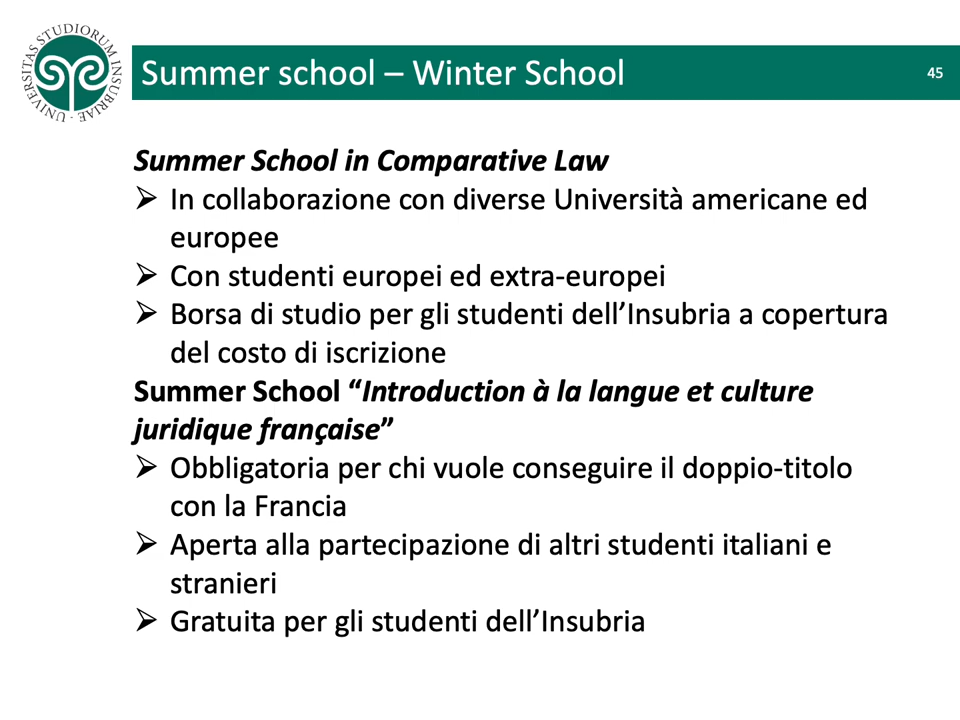 UNIVERSITAS STUDIORUM INSUBRIAE · UNIV ·
Summer school – Winter School
45
Summer School in Comparative Law
➢ In collaborazione con diverse Università americane ed
europee
➢ Con studenti europei ed extra-europei
➢ Borsa di studio per gli studenti dell’Insubria a copertura
del costo di iscrizione
Summer School “Introduction à la langue et culture
juridique française”
➢ Obbligatoria per chi vuole conseguire il doppio-titolo
con la Francia
➢ Aperta alla partecipazione di altri studenti italiani e
stranieri
➢ Gratuita per gli studenti dell’Insubria